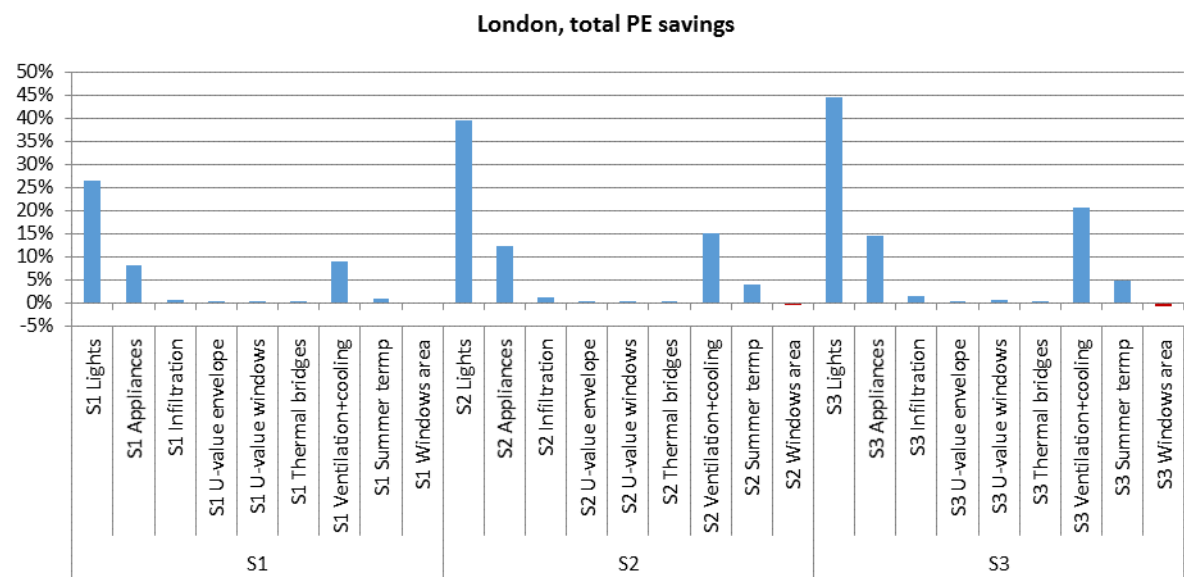 London, total PE savings
50%
45%
40%
35%
30%
25%
20%
15%
10%
5%
0%
-5%
S1 Lights
S1 Appliances
S1 Infiltration
S1 U-value envelope
S1 U-value windows
S1 Thermal bridges
S1 Ventilation+cooling
S1 Summer termp
S1 Windows area
S2 Lights
S2 Appliances
S2 Infiltration
S2 U-value envelope
S2 U-value windows
S2 Thermal bridges
S2 Ventilation+cooling
S2 Summer termp
S2 Windows area
S3 Lights
S3 Appliances
S3 Infiltration
S3 U-value envelope
S3 U-value windows
S3 Thermal bridges
S3 Ventilation+cooling
S3 Summer termp
S3 Windows area
S1
S2
S3